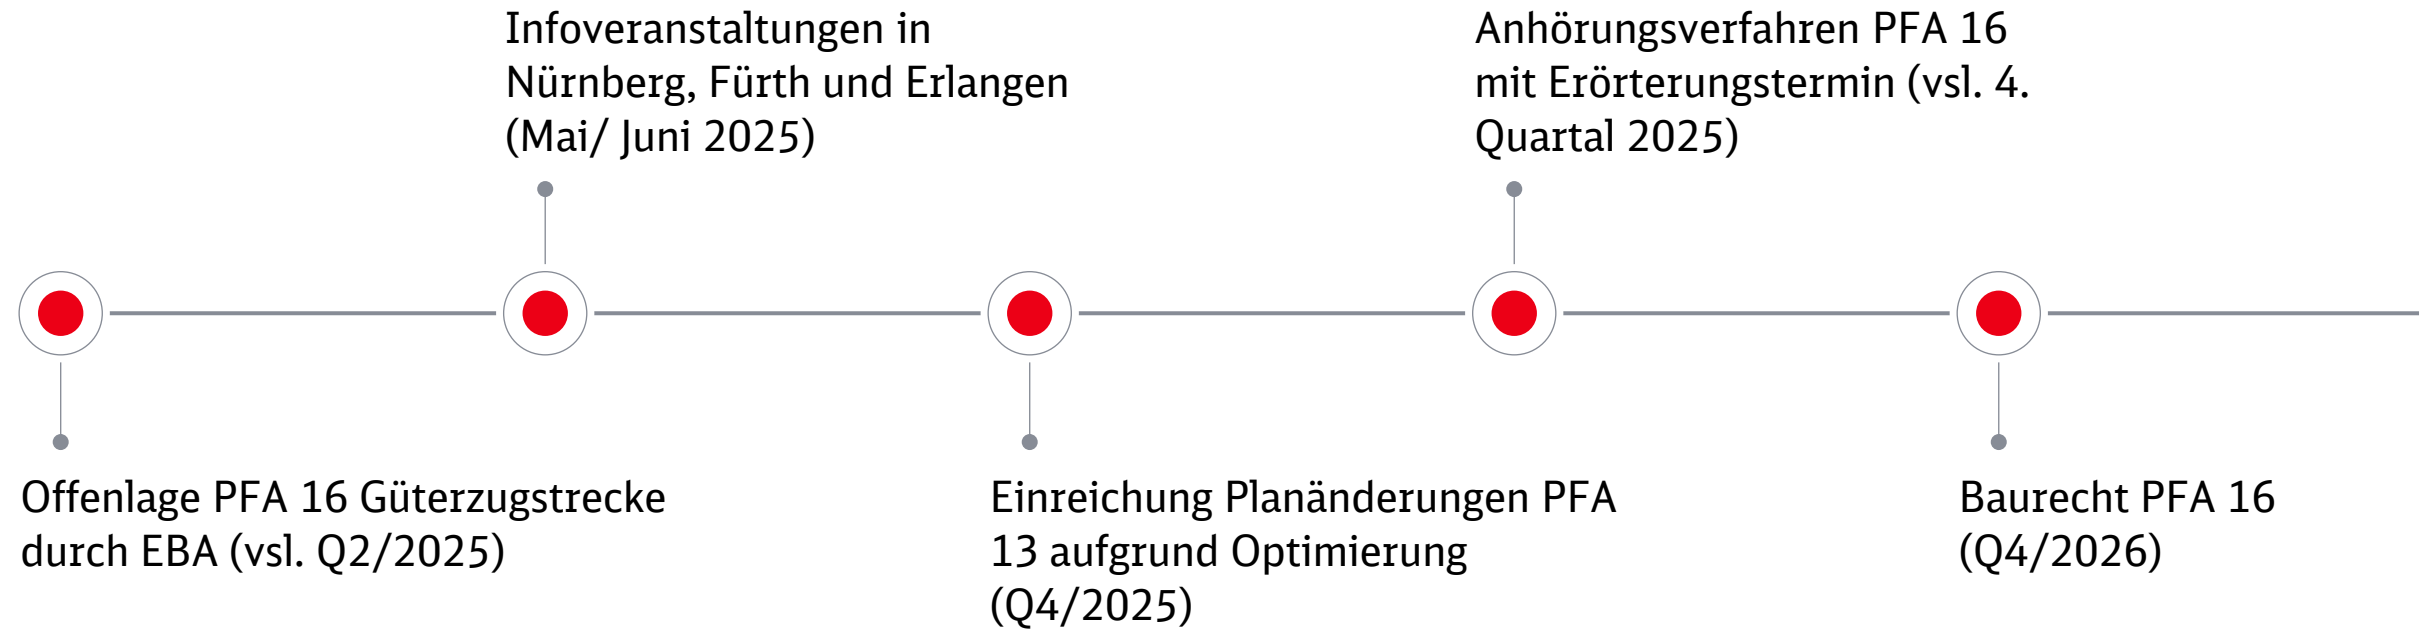 Infoveranstaltungen in
Nürnberg, Fürth und Erlangen
(Mai/ Juni 2025)
Anhörungsverfahren PFA 16
mit Erörterungstermin (vsl. 4.
Quartal 2025)
Offenlage PFA 16 Güterzugstrecke
durch EBA (vsl. Q2/2025)
Einreichung Planänderungen PFA
13 aufgrund Optimierung
(Q4/2025)
Baurecht PFA 16
(Q4/2026)